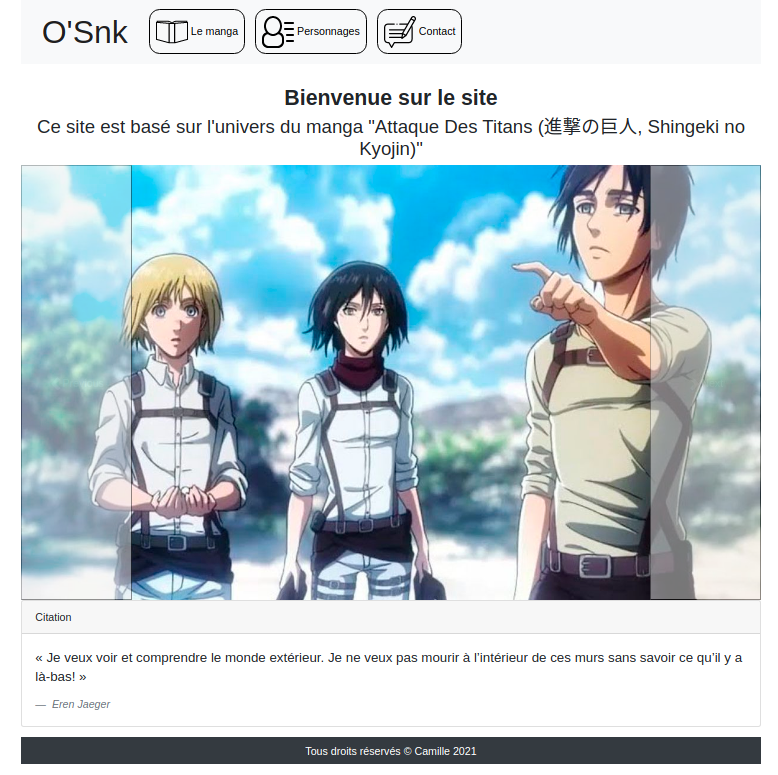 O'Snk
Le manga
Personnages
Contact
Bienvenue sur le site
Ce site est basé sur l'univers du manga "Attaque Des Titans (進撃の巨人, Shingeki no
Kyojin)"
Citation
« Je veux voir et comprendre le monde extérieur. Je ne veux pas mourir à l'intérieur de ces murs sans savoir ce qu'il y a
là-bas! »
— Eren Jaeger
Tous droits réservés © Camille 2021